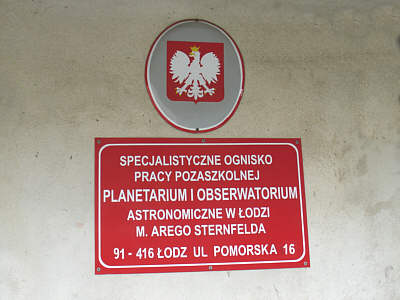 SPECJALISTYCZNE OGNISKO
PRACY POZASZKOLNEJ
PLANETARIUM I OBSERWATORIUM
ASTRONOMICZNE W ŁODZI
M. AREGO STERNFELDA
91 - 416 ŁODZ UL POMORSKA 16